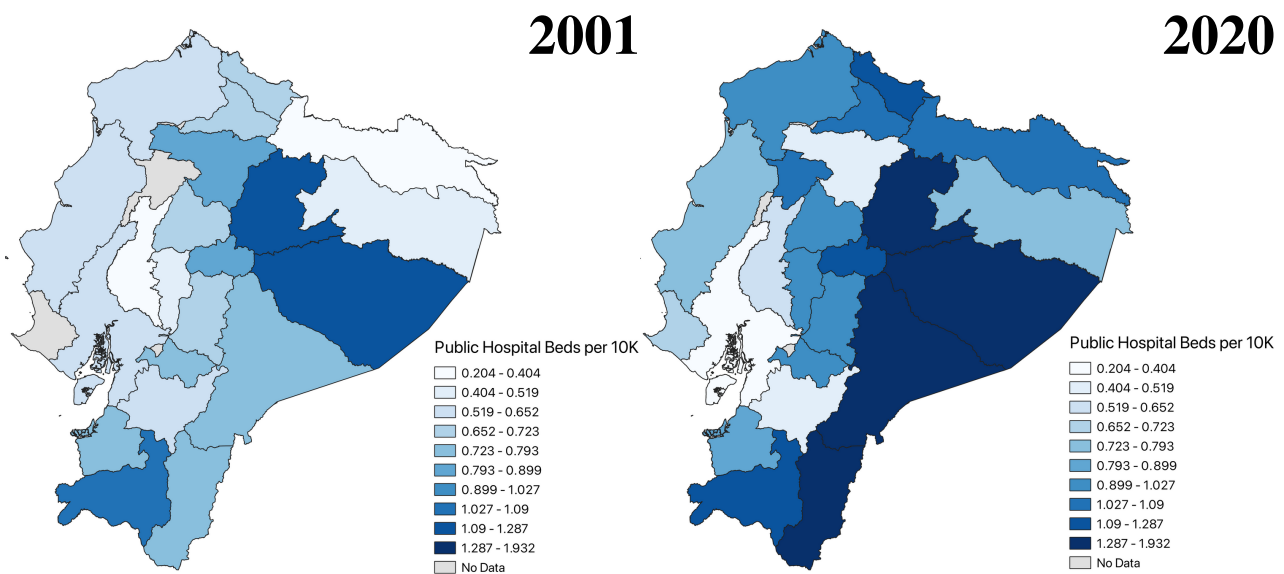 2001
2020
Public Hospital Beds per 10K
0.204 - 0.404
0.404 - 0.519
0.519 - 0.652
0.652 - 0.723
0.723 - 0.793
0.793 - 0.899
0.899 - 1.027
1.027 - 1.09
1.09 - 1.287
1.287 - 1.932
No Data
Public Hospital Beds per 10K
0.204 - 0.404
0.404 - 0.519
0.519 - 0.652
0.652 - 0.723
0.723 - 0.793
0.793 - 0.899
0.899 - 1.027
1.027 - 1.09
1.09 - 1.287
1.287 - 1.932
No Data